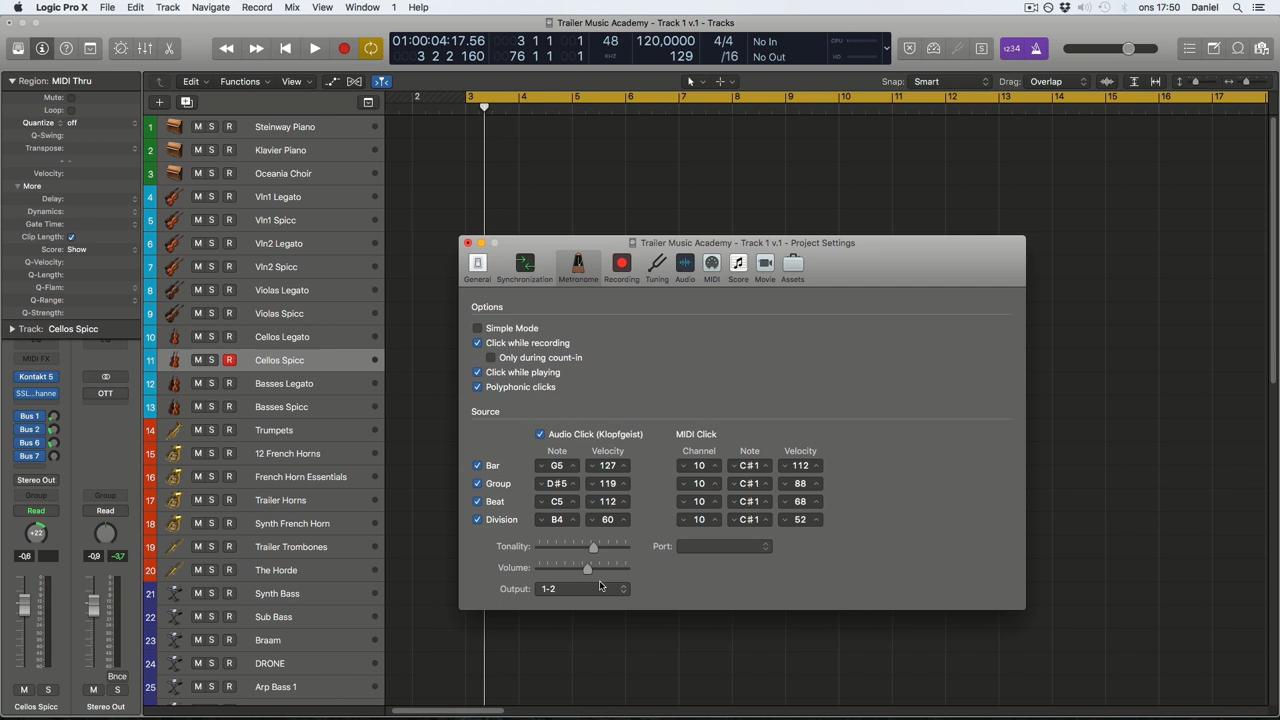 Logic Pro X File Edit Track Navigate Record Mix View Window 1 Help ons 17:50 Daniel
Trailer Music Academy - Track 1 v.1 - Tracks
01:00:04:17.56 3 1 1 1 48 120,0000 4/4 No In CPU
3 2 2 160 76 1 1 1 KHZ 129 /16 No Out HD
1234
Region: MIDI Thru
Edit Functions View Snap: Smart Drag: Overlap
Mute:
Loop:
Quantize off
Q-Swing:
Transpose:
- -
Velocity:
More
Delay:
Dynamics:
Gate Time:
Clip Length:
Score: Show
Q-Velocity:
Q-Length:
Q-Flam:
Q-Range:
Q-Strength:
Track: Cellos Spicc
MIDI FX
Kontakt 5
SSL...hanne OTT
Bus 1
Bus 2
Bus 6
Bus 7
Stereo Out
Group Group
Read Read
+22
-0,6 -0,9 -3,7
Bnce
M S M S
Cellos Spicc Stereo Out
2 3 4 5 6 7 8 9 10 11 12 13 14 15 16 17
1 M S R Steinway Piano
2 M S R Klavier Piano
3 M S R Oceania Choir
4 M S R Vln1 Legato
5 M S R Vln1 Spicc
6 M S R Vln2 Legato
7 M S R Vln2 Spicc
8 M S R Violas Legato
9 M S R Violas Spicc
10 M S R Cellos Legato
11 M S R Cellos Spicc
12 M S R Basses Legato
13 M S R Basses Spicc
14 M S R Trumpets
15 M S R 12 French Horns
16 M S R French Horn Essentials
17 M S R Trailer Horns
18 M S R Synth French Horn
19 M S R Trailer Trombones
20 M S R The Horde
21 M S R Synth Bass
22 M S R Sub Bass
23 M S R Braam
24 M S R DRONE
25 M S R Arp Bass 1
Trailer Music Academy - Track 1 v.1 - Project Settings
General Synchronization Metronome Recording Tuning Audio MIDI Score Movie Assets
Options
Simple Mode
Click while recording
Only during count-in
Click while playing
Polyphonic clicks
Source
Audio Click (Klopfgeist) MIDI Click
Note Velocity Channel Note Velocity
Bar G5 127 10 C#1 112
Group D#5 119 10 C#1 88
Beat C5 112 10 C#1 68
Division B4 60 10 C#1 52
Tonality: Port:
Volume:
Output: 1-2